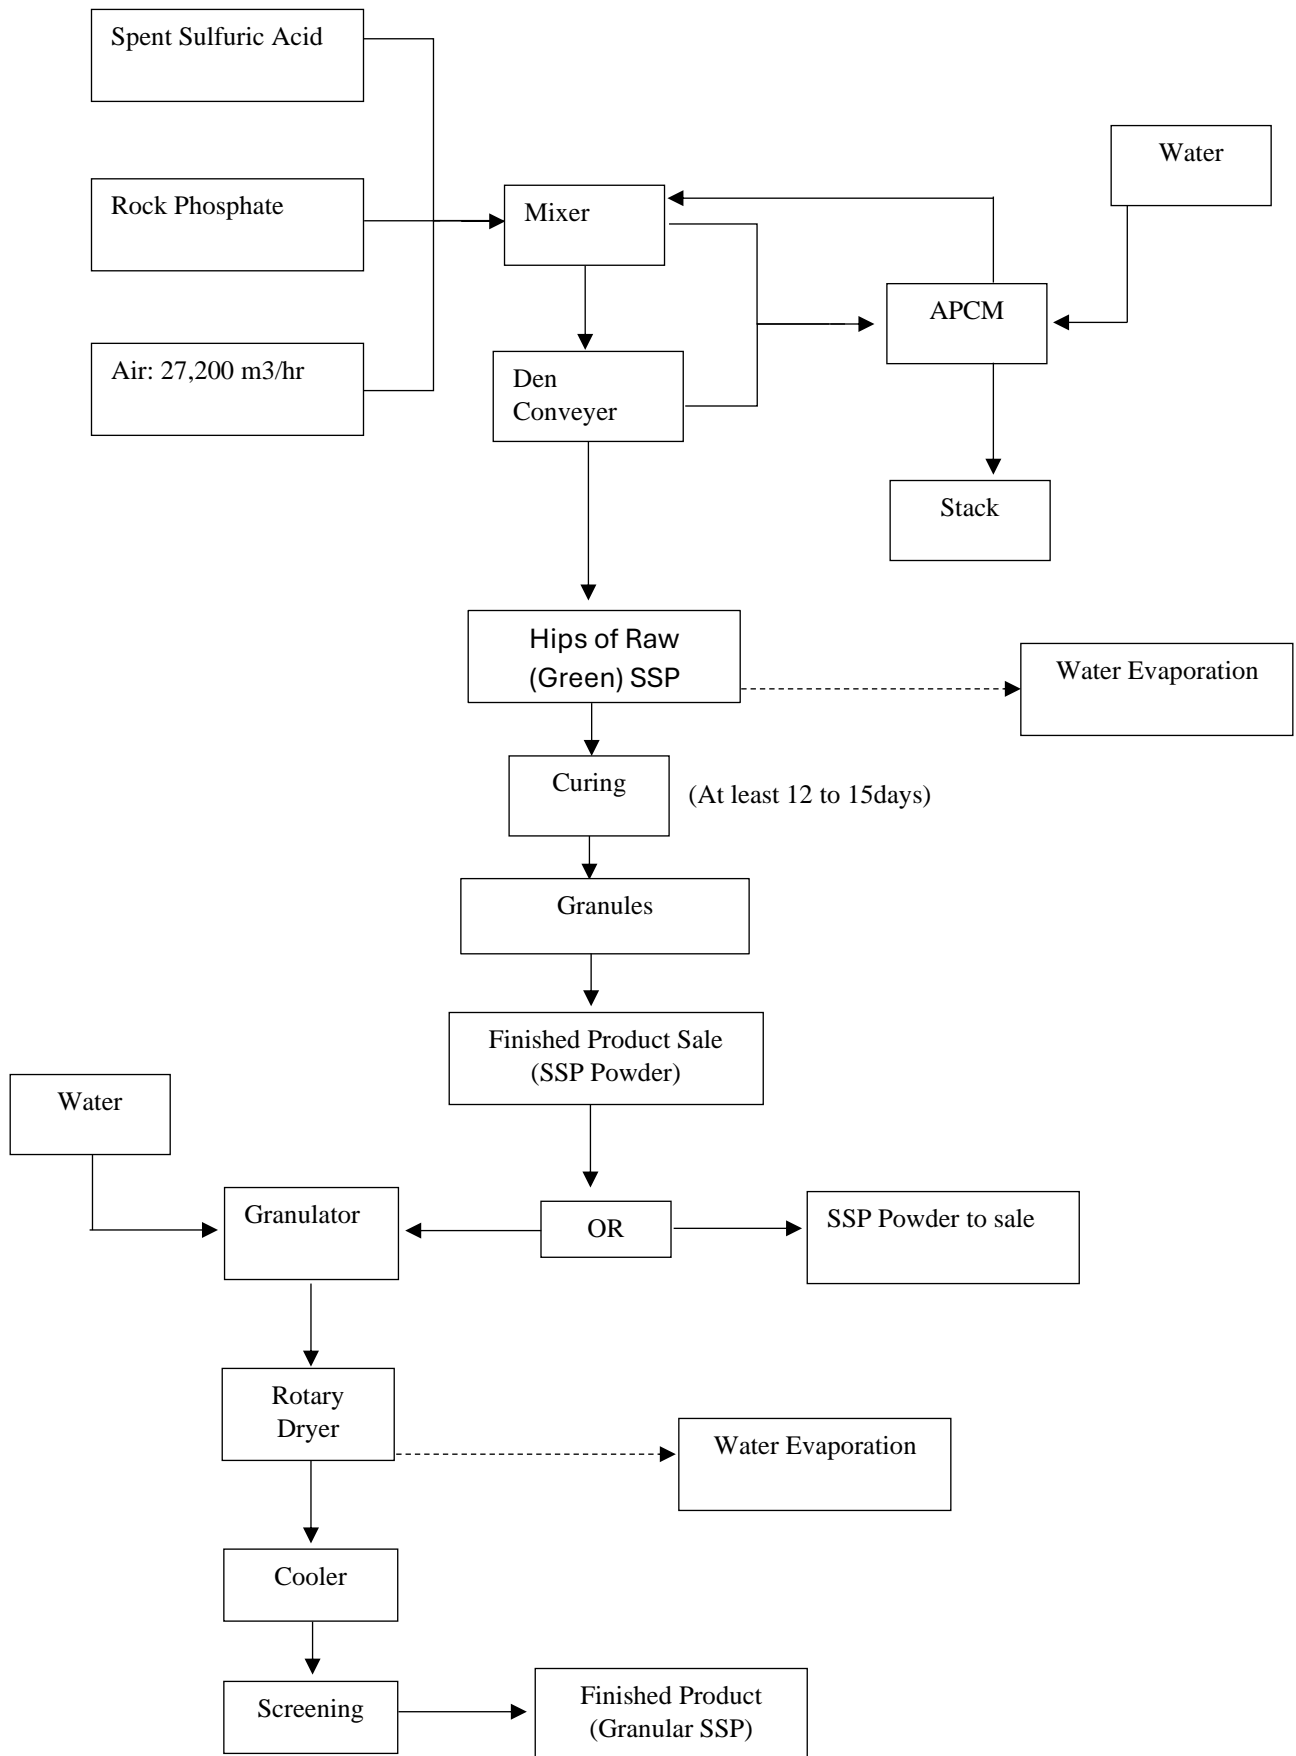 Spent Sulfuric Acid
Water
Rock Phosphate
Mixer
APCM
Air: 27,200 m3/hr
Den
Conveyer
Stack
Hips of Raw
(Green) SSP
Water Evaporation
Curing
(At least 12 to 15days)
Granules
Finished Product Sale
(SSP Powder)
Water
Granulator
OR
SSP Powder to sale
Rotary
Dryer
Water Evaporation
Cooler
Screening
Finished Product
(Granular SSP)